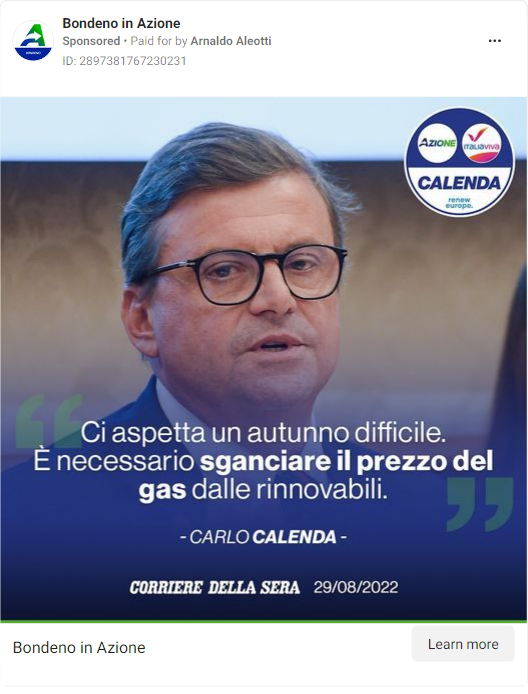 Bondeno in Azione
Sponsored • Paid for by Arnaldo Aleotti
ID: 2897381767230231
AZIONE
ITALIAVIVA
CALENDA
renew
europe.
Ci aspetta un autunno difficile.
È necessario sganciare il prezzo del
gas dalle rinnovabili.
- CARLO CALENDA -
CORRIERE DELLA SERA 29/08/2022
Bondeno in Azione
Learn more